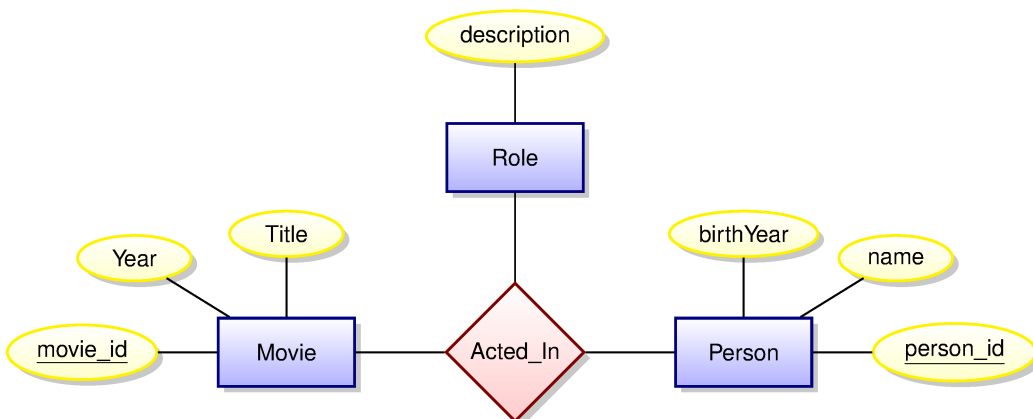 description
Role
Title
birthYear
Year
name
movie_id
Movie
Acted_In
Person
person_id